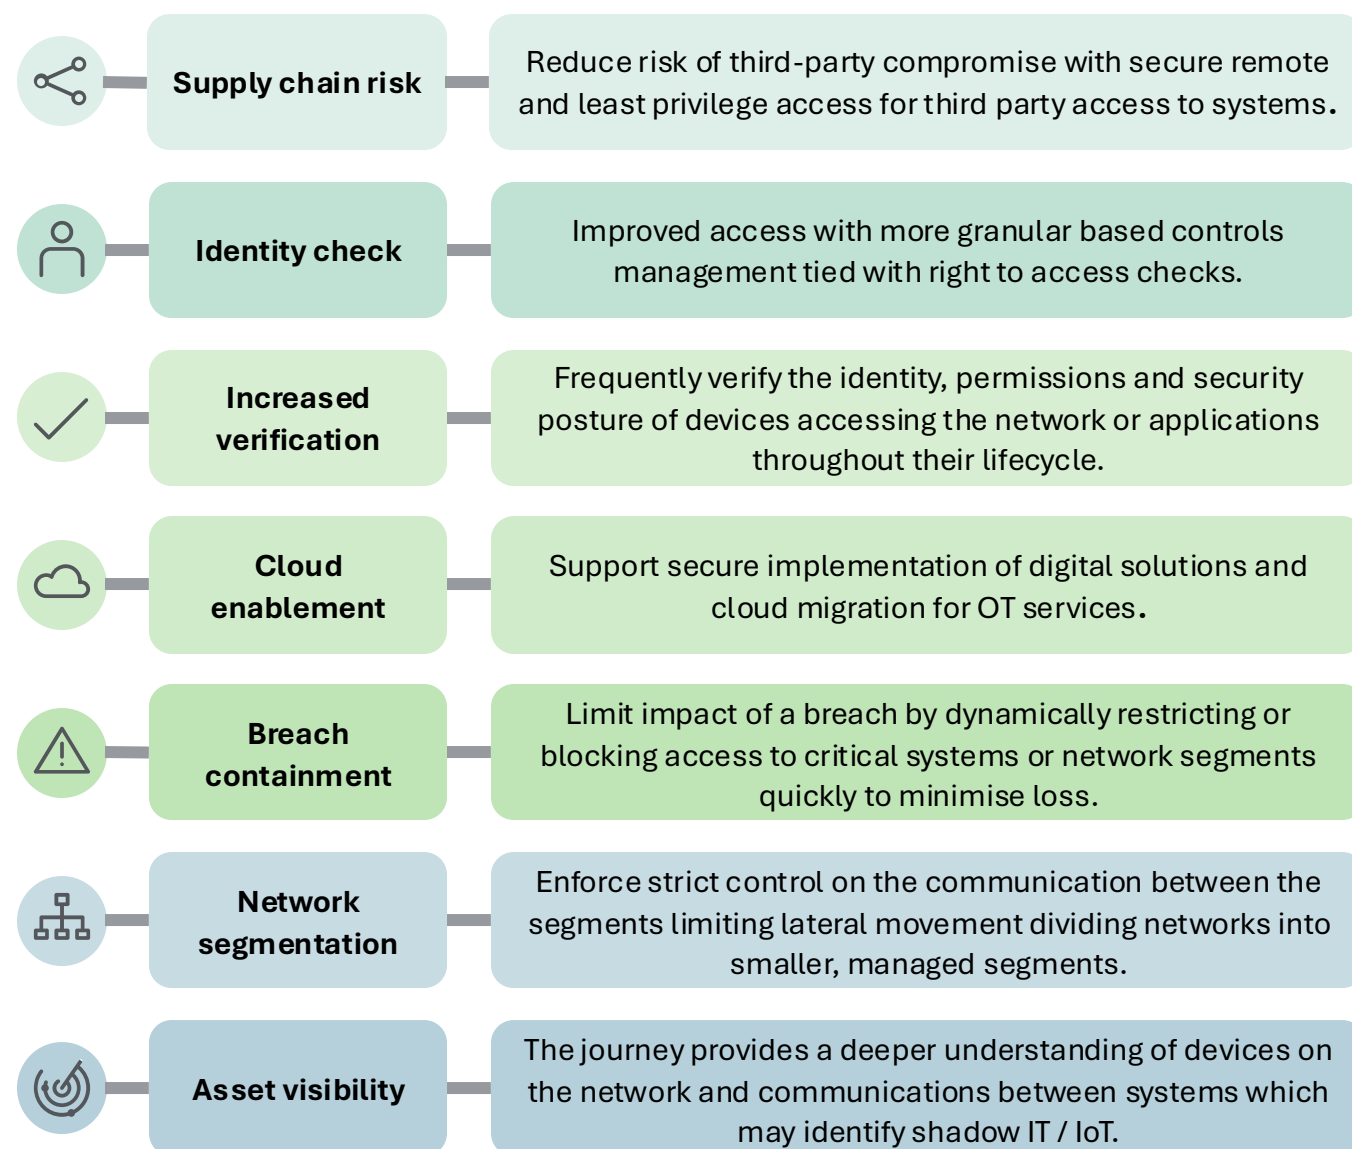 Supply chain risk
Reduce risk of third-party compromise with secure remote
and least privilege access for third party access to systems.
Identity check
Improved access with more granular based controls
management tied with right to access checks.
Increased
verification
Frequently verify the identity, permissions and security
posture of devices accessing the network or applications
throughout their lifecycle.
Cloud
enablement
Support secure implementation of digital solutions and
cloud migration for OT services.
Breach
containment
Limit impact of a breach by dynamically restricting or
blocking access to critical systems or network segments
quickly to minimise loss.
Network
segmentation
Enforce strict control on the communication between the
segments limiting lateral movement dividing networks into
smaller, managed segments.
Asset visibility
The journey provides a deeper understanding of devices on
the network and communications between systems which
may identify shadow IT / IoT.